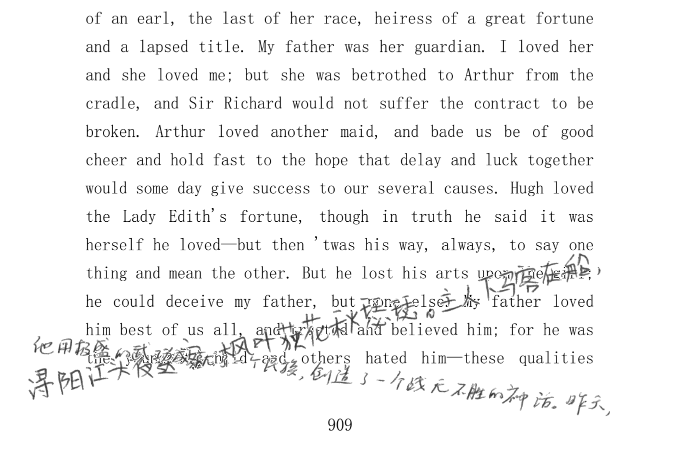 of an earl, the last of her race, heiress of a great fortune
and a lapsed title. My father was her guardian. I loved her
and she loved me; but she was betrothed to Arthur from the
cradle, and Sir Richard would not suffer the contract to be
broken. Arthur loved another maid, and bade us be of good
cheer and hold fast to the hope that delay and luck together
would some day give success to our several causes. Hugh loved
the Lady Edith's fortune, though in truth he said it was
herself he loved—but then 'twas his way, always, to say one
thing and mean the other. But he lost his arts upon the girl;
he could deceive my father, but none else. My father loved
him best of us all, and trusted and believed him; for he was
the child and others hated him—these qualities
浔阳江头夜送客，枫叶荻花秋瑟瑟。主人下马客在船，
他用
创造了一个战无不胜的神话。昨天，
909